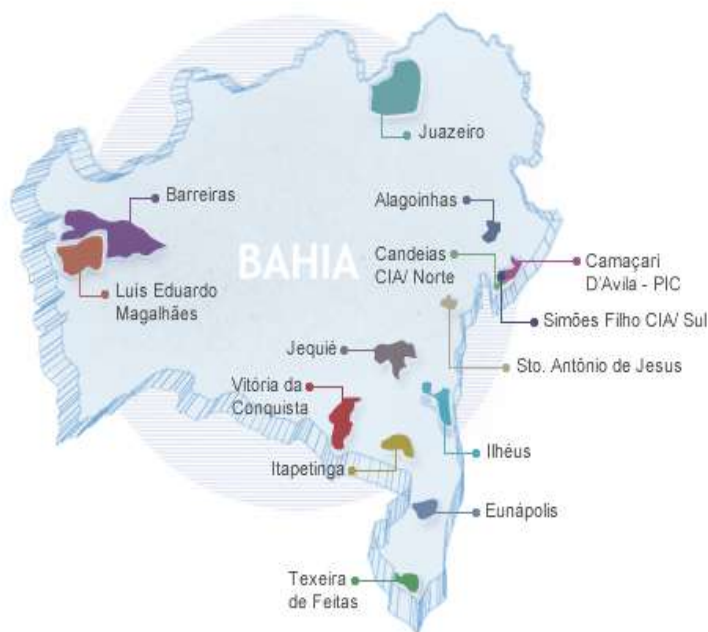 Juazeiro
Barreiras
Alagoinhas
BAHIA
Candeias
CIA/ Norte
Camaçari
D'Avila - PIC
Luis Eduardo
Magalhães
Simões Filho CIA/ Sul
Jequié
Sto. Antônio de Jesus
Vitória da
Conquista
Ilhéus
Itapetinga
Eunápolis
Texeira
de Feitas